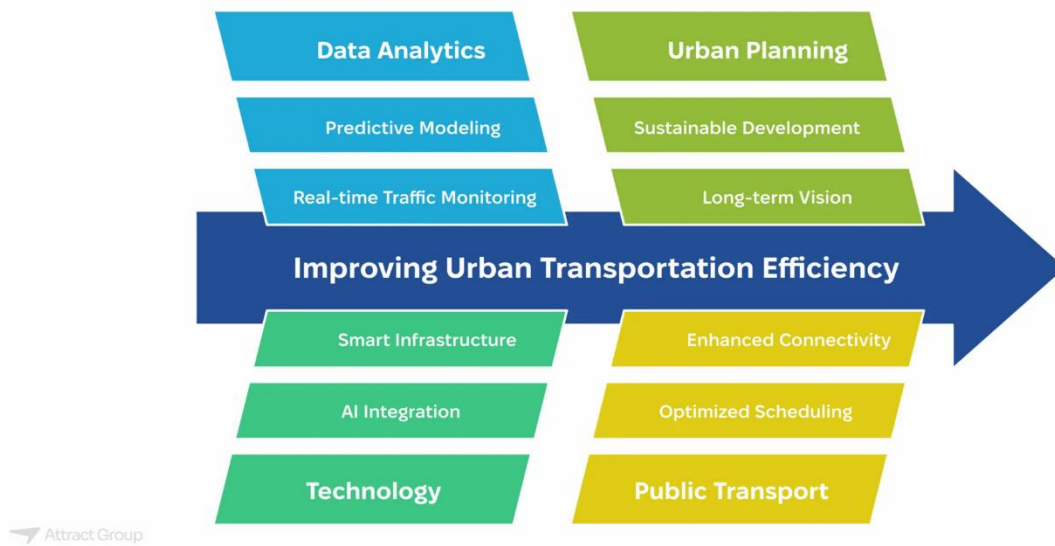 Data Analytics
Urban Planning
Predictive Modeling
Sustainable Development
Real-time Traffic Monitoring
Long-term Vision
Improving Urban Transportation Efficiency
Smart Infrastructure
Enhanced Connectivity
AI Integration
Optimized Scheduling
Technology
Public Transport
Attract Group